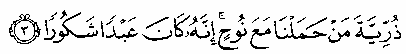 ذُرِّيَّةَ مَنْ حَمَلْنَا مَعَ نُوحٍ ۚ إِنَّهُ كَانَ عَبْدًا شَكُورًا ﴿٣﴾